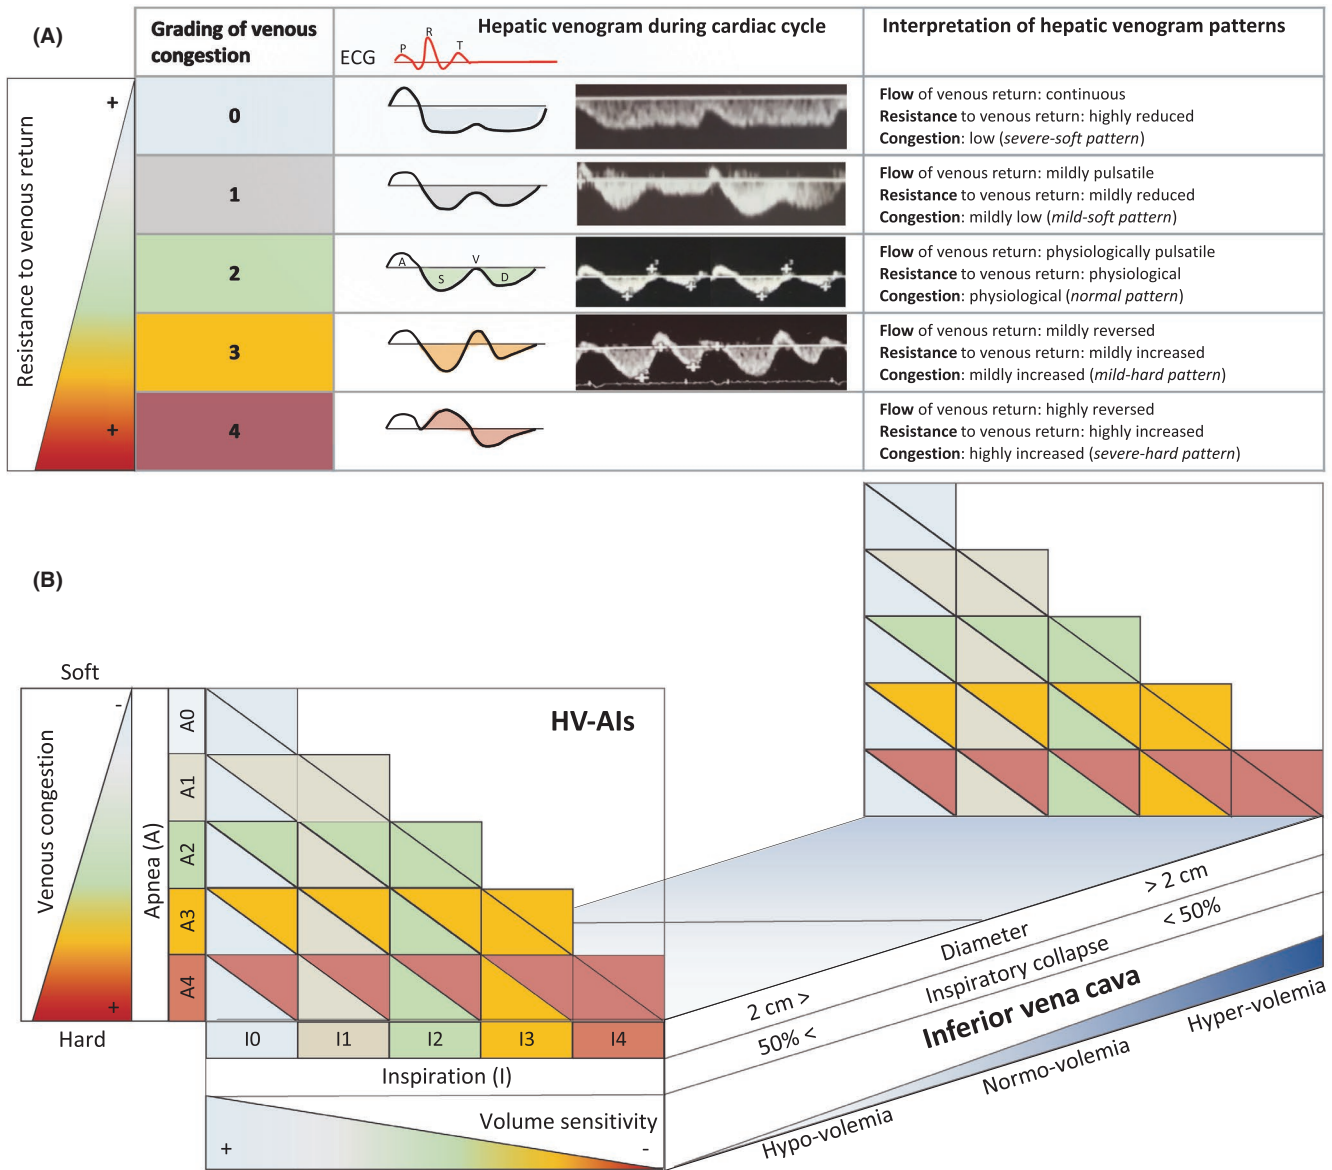 (A)
Grading of venous
congestion
ECG
P
R
T
Hepatic venogram during cardiac cycle
Interpretation of hepatic venogram patterns
Resistance to venous return
+
+
0
Flow of venous return: continuous
Resistance to venous return: highly reduced
Congestion: low (severe-soft pattern)
1
Flow of venous return: mildly pulsatile
Resistance to venous return: mildly reduced
Congestion: mildly low (mild-soft pattern)
2
A
S
V
D
Flow of venous return: physiologically pulsatile
Resistance to venous return: physiological
Congestion: physiological (normal pattern)
3
Flow of venous return: mildly reversed
Resistance to venous return: mildly increased
Congestion: mildly increased (mild-hard pattern)
4
Flow of venous return: highly reversed
Resistance to venous return: highly increased
Congestion: highly increased (severe-hard pattern)
(B)
Soft
-
Venous congestion
+
Hard
Apnea (A)
A0
A1
A2
A3
A4
HV-AIs
I0
I1
I2
I3
I4
Inspiration (I)
Volume sensitivity
+
-
2 cm >
Diameter
> 2 cm
50% <
Inspiratory collapse
< 50%
Inferior vena cava
Hypo-volemia
Normo-volemia
Hyper-volemia